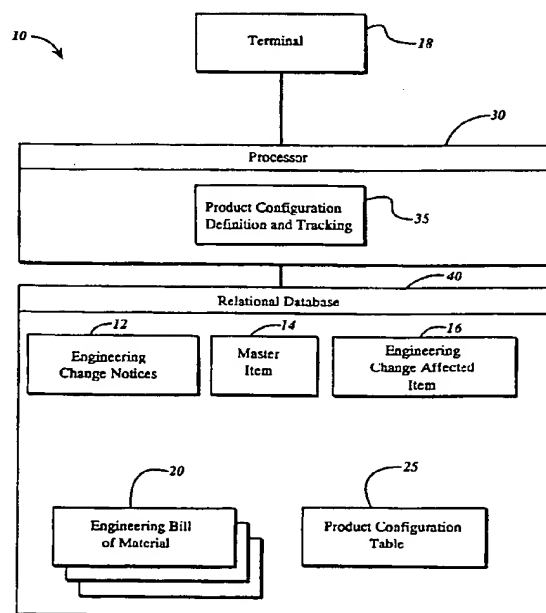 10
Terminal
18
30
Processor
Product Configuration
Definition and Tracking
35
40
Relational Database
12
14
16
Engineering
Change Notices
Master
Item
Engineering
Change Affected
Item
20
25
Engineering Bill
of Material
Product Configuration
Table